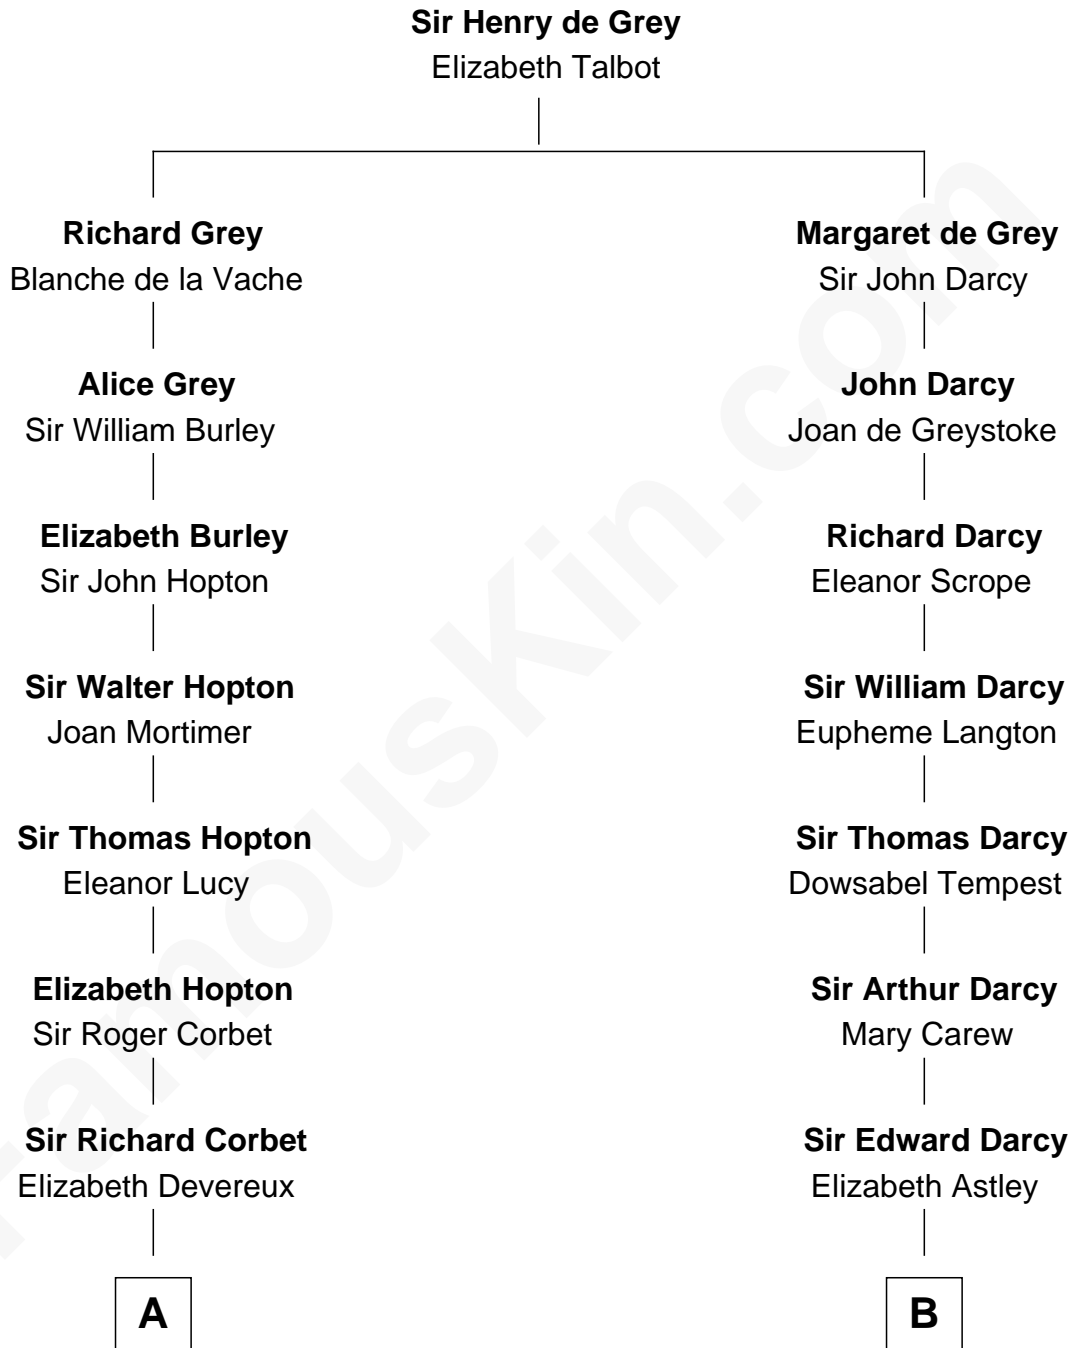 Sir Henry de Grey
Elizabeth Talbot
Richard Grey
Blanche de la Vache
Margaret de Grey
Sir John Darcy
Alice Grey
Sir William Burley
John Darcy
Joan de Greystoke
Elizabeth Burley
Sir John Hopton
Richard Darcy
Eleanor Scrope
Sir Walter Hopton
Joan Mortimer
Sir William Darcy
Eupheme Langton
Sir Thomas Hopton
Eleanor Lucy
Sir Thomas Darcy
Dowsabel Tempest
Elizabeth Hopton
Sir Roger Corbet
Sir Arthur Darcy
Mary Carew
Sir Richard Corbet
Elizabeth Devereux
Sir Edward Darcy
Elizabeth Astley
A
B
FamousKin.com